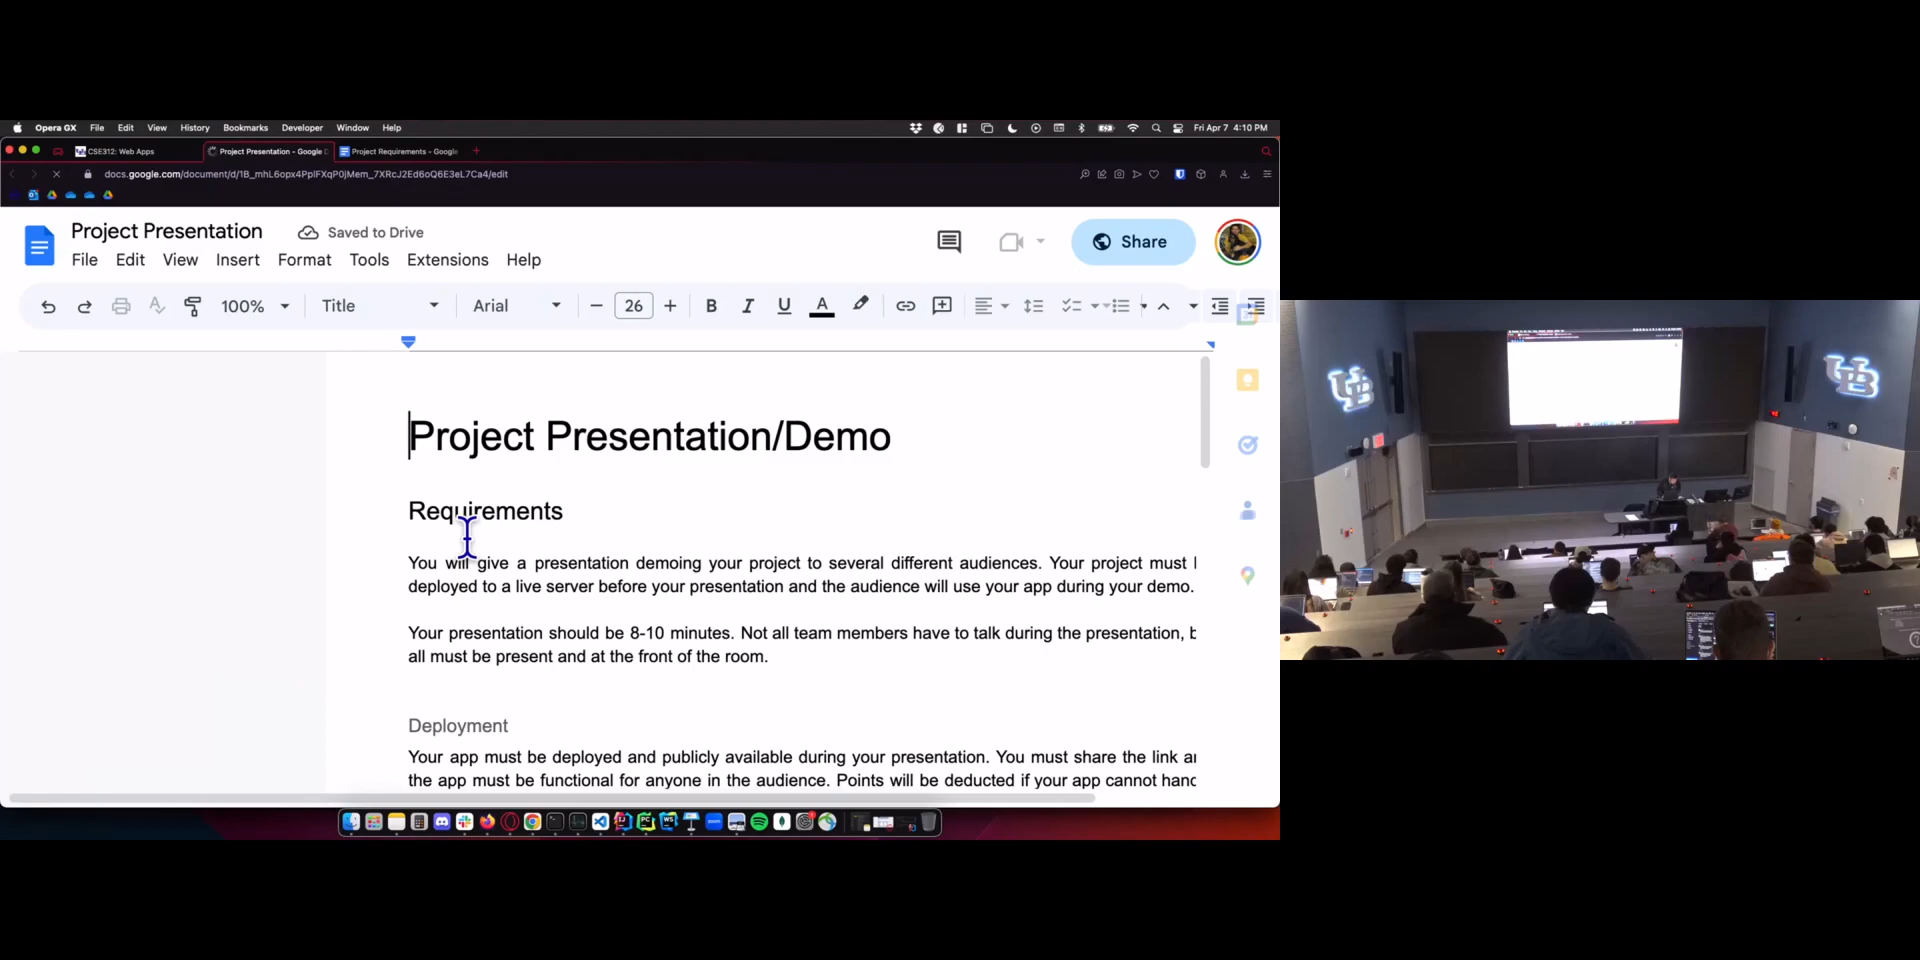 Opera GX File Edit View History Bookmarks Developer Window Help Fri Apr 7 4:10 PM
CSE312: Web Apps Project Presentation - Google D Project Requirements - Google
docs.google.com/document/d/1B_mhL6opx4PplFXqP0jMem_7XRcJ2Ed6oQ6E3eL7Ca4/edit
Project Presentation Saved to Drive
Share
File Edit View Insert Format Tools Extensions Help
100% Title Arial 26 B I U A
Project Presentation/Demo
Requirements
You will give a presentation demoing your project to several different audiences. Your project must
deployed to a live server before your presentation and the audience will use your app during your demo.
Your presentation should be 8-10 minutes. Not all team members have to talk during the presentation, b
all must be present and at the front of the room.
Deployment
Your app must be deployed and publicly available during your presentation. You must share the link an
the app must be functional for anyone in the audience. Points will be deducted if your app cannot hand
UB
UB